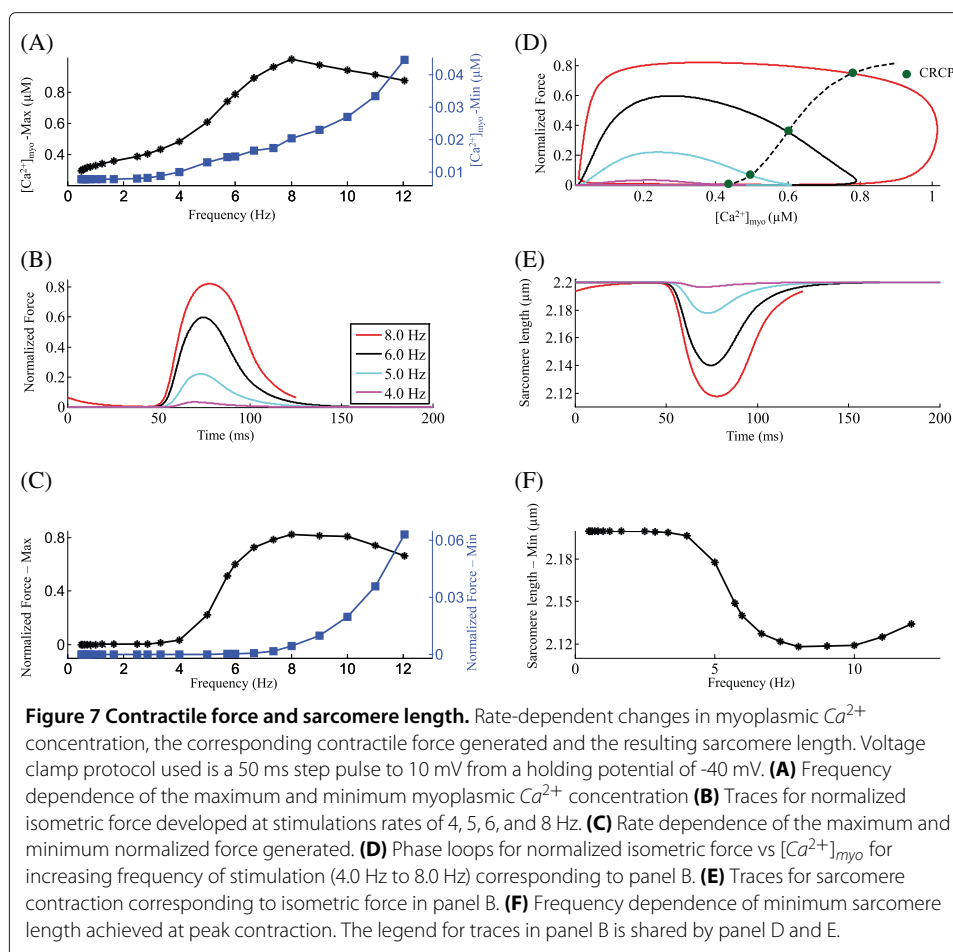 (A)
[Ca²⁺]myo -Max (µM)
0.8
0.4
0
2
4
6
8
10
12
Frequency (Hz)
0.04
0.03
0.02
0.01
[Ca²⁺]myo-Min (µM)
(D)
Normalized Force
0.8
0.6
0.4
0.2
0
0.2
0.4
0.6
0.8
1
[Ca²⁺]myo (µM)
CRCP
(B)
Normalized Force
0.8
0.6
0.4
0.2
0
0
50
100
150
200
Time (ms)
8.0 Hz
6.0 Hz
5.0 Hz
4.0 Hz
(E)
Sarcomere length (µm)
2.2
2.18
2.16
2.14
2.12
0
50
100
150
200
Time (ms)
(C)
Normalized Force – Max
0.8
0.4
0
0
2
4
6
8
10
12
Frequency (Hz)
0.06
0.03
0
Normalized Force – Min
(F)
Sarcomere length – Min (µm)
2.18
2.15
2.12
0
5
10
Frequency (Hz)
Figure 7 Contractile force and sarcomere length. Rate-dependent changes in myoplasmic Ca²⁺
concentration, the corresponding contractile force generated and the resulting sarcomere length. Voltage
clamp protocol used is a 50 ms step pulse to 10 mV from a holding potential of -40 mV. (A) Frequency
dependence of the maximum and minimum myoplasmic Ca²⁺ concentration (B) Traces for normalized
isometric force developed at stimulations rates of 4, 5, 6, and 8 Hz. (C) Rate dependence of the maximum and
minimum normalized force generated. (D) Phase loops for normalized isometric force vs [Ca²⁺]myo for
increasing frequency of stimulation (4.0 Hz to 8.0 Hz) corresponding to panel B. (E) Traces for sarcomere
contraction corresponding to isometric force in panel B. (F) Frequency dependence of minimum sarcomere
length achieved at peak contraction. The legend for traces in panel B is shared by panel D and E.